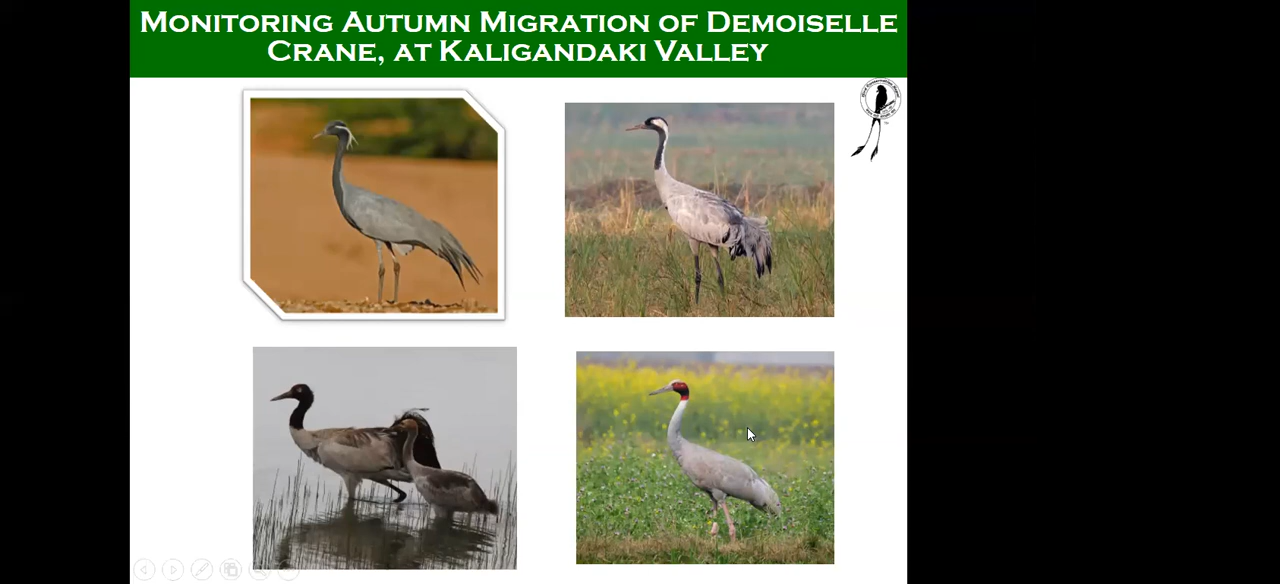 MONITORING AUTUMN MIGRATION OF DEMOISELLE
CRANE, AT KALIGANDAKI VALLEY